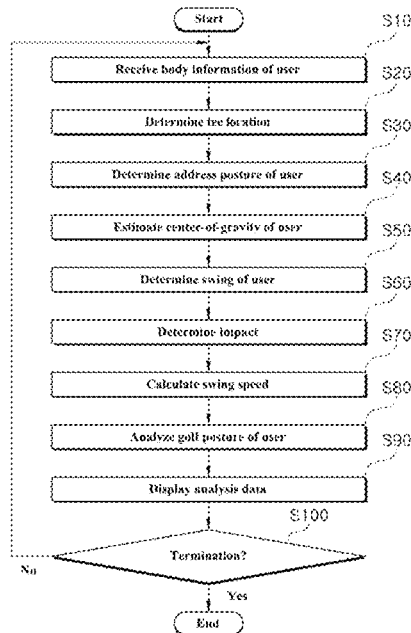 Start
S10
Receive body information of user
S20
Determine tee location
S30
Determine address posture of user
S40
Estimate center-of-gravity of user
S50
Determine swing of user
S60
Determine impact
S70
Calculate swing speed
S80
Analyze golf posture of user
S90
Display analysis data
S100
Termination?
No
Yes
End